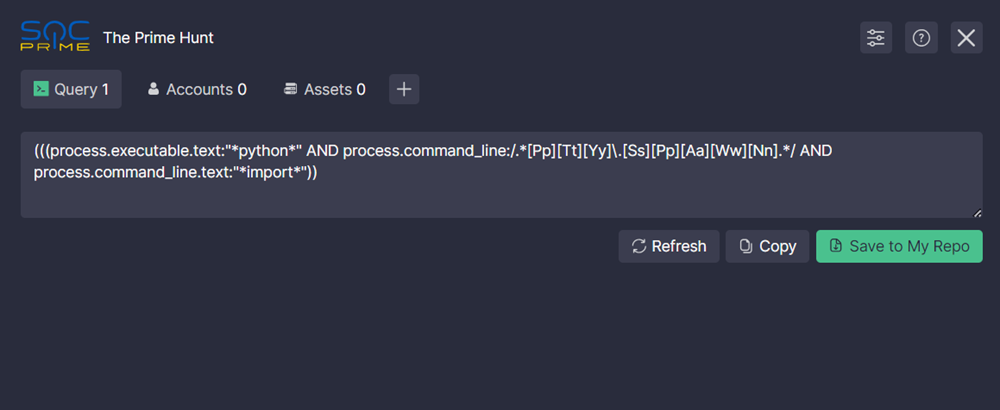 SOC
PRIME
The Prime Hunt
Query 1
Accounts 0
Assets 0
(((process.executable.text:"*python*" AND process.command_line:/.*[Pp][Tt][Yy]\.[Ss][Pp][Aa][Ww][Nn].*/ AND
process.command_line.text:"*import*"))
Refresh
Copy
Save to My Repo